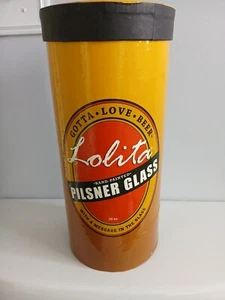 GOTTA • LOVE • BEER
Lolita
• HAND • PAINTED •
PILSNER GLASS
WITH A MESSAGE IN THE GLASS